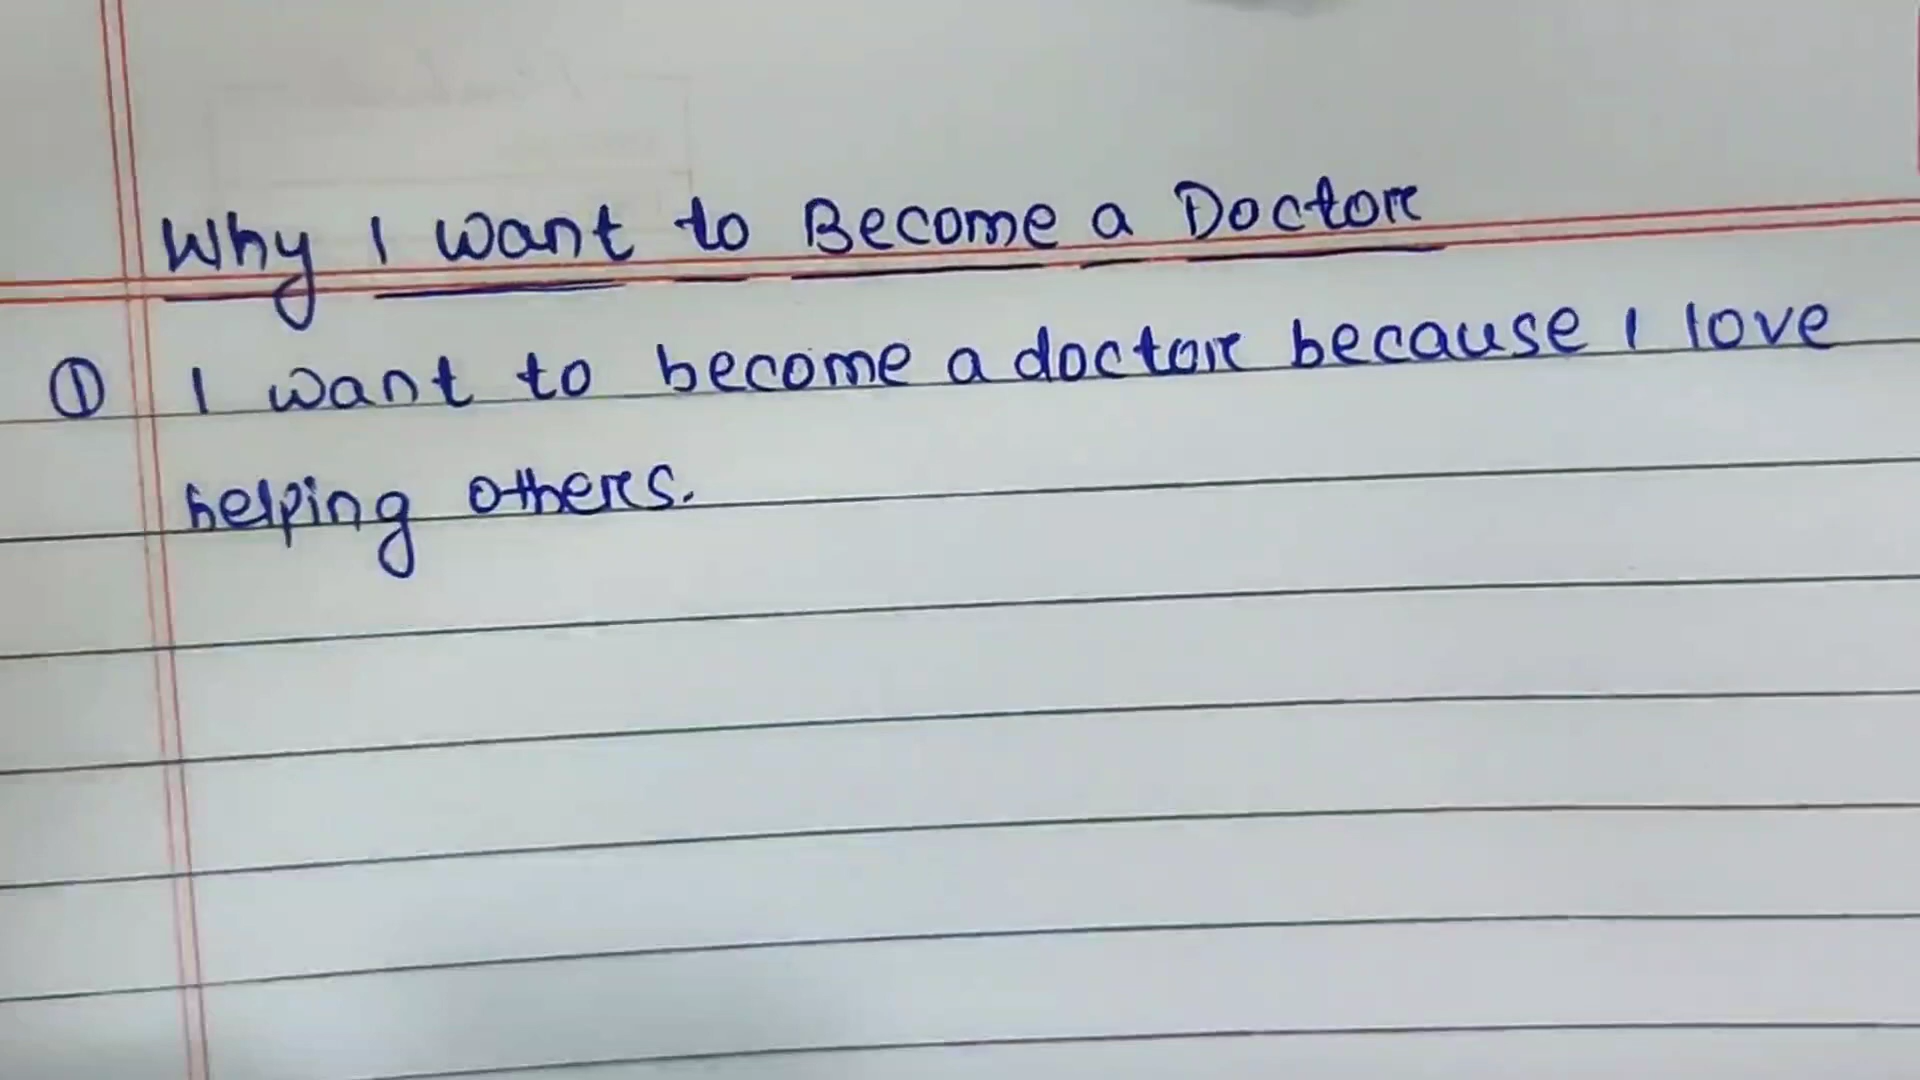 Why I want to Become a Doctor
① I want to become a doctor because I love
helping others.